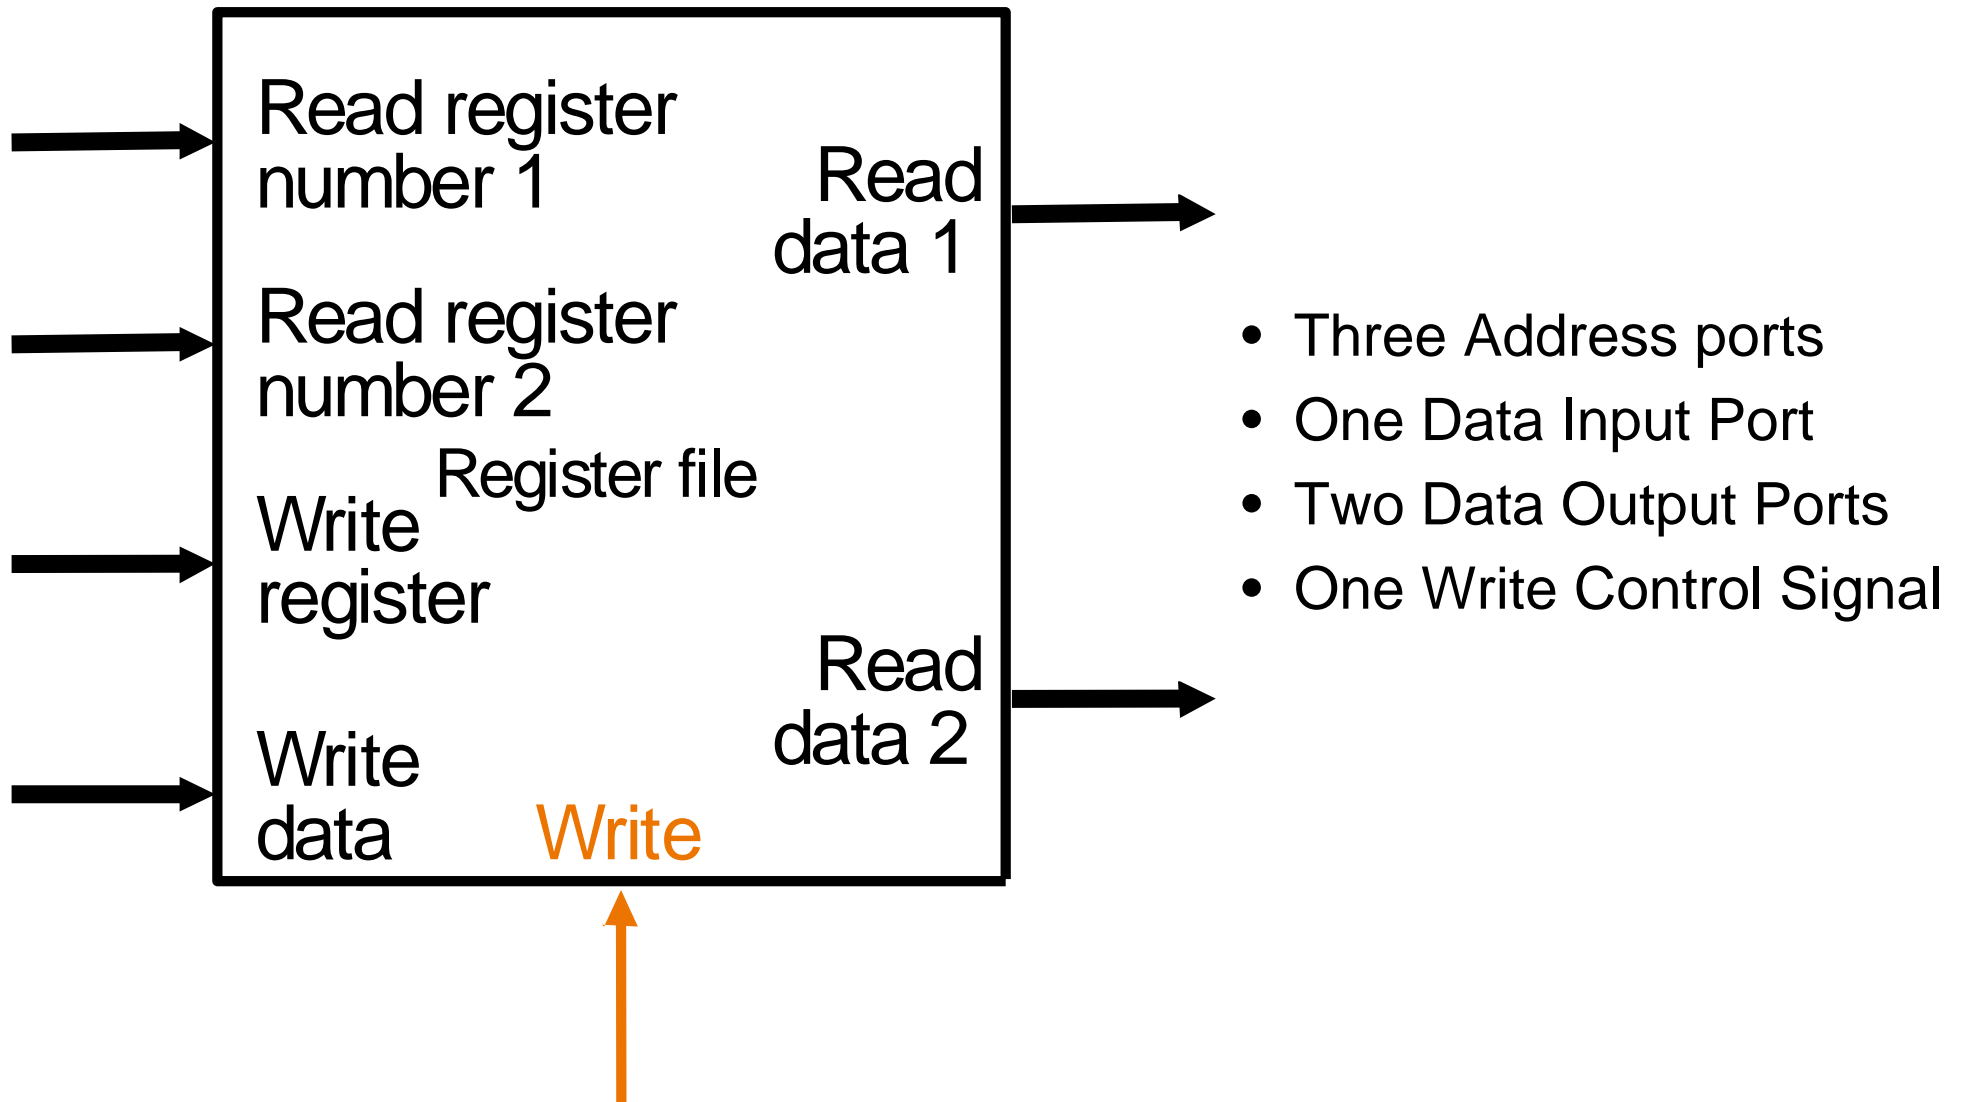 Read register
number 1
Read
data 1
Read register
number 2
Register file
Write
register
Read
data 2
Write
data
Write
• Three Address ports
• One Data Input Port
• Two Data Output Ports
• One Write Control Signal